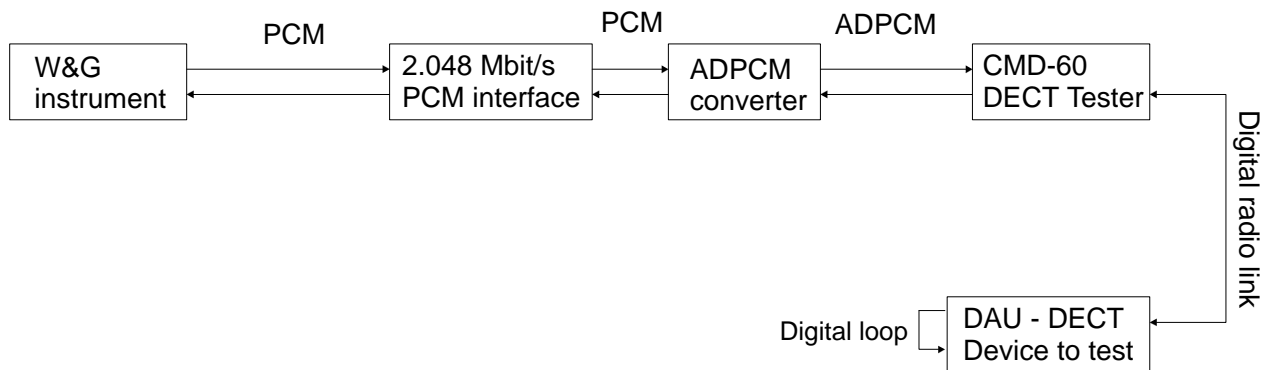 PCM
PCM
ADPCM
W&G
instrument
2.048 Mbit/s
PCM interface
ADPCM
converter
CMD-60
DECT Tester
Digital radio link
Digital loop
DAU - DECT
Device to test